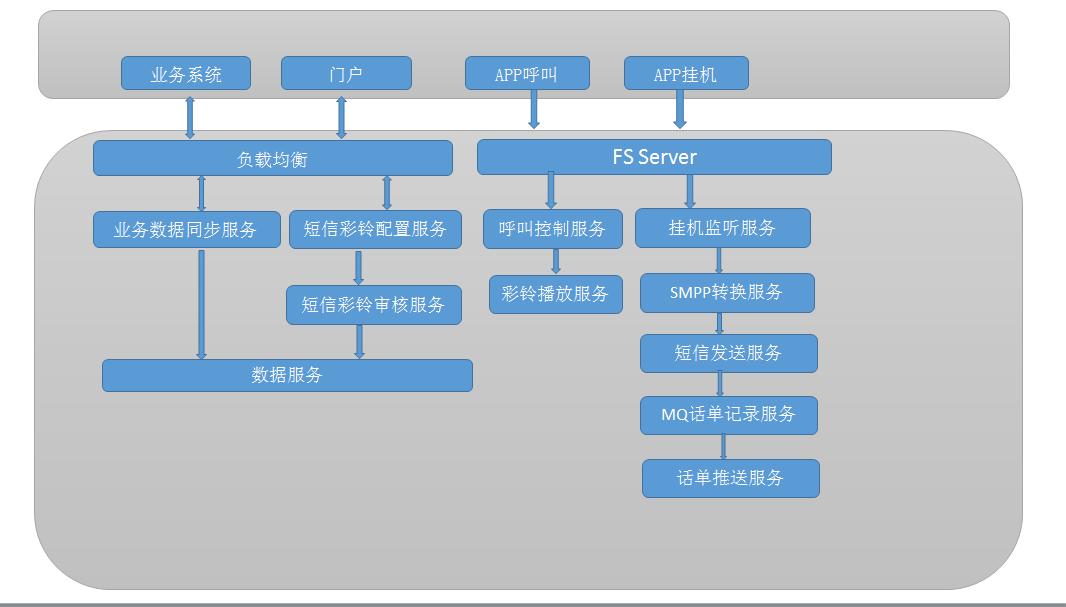 业务系统
门户
APP呼叫
APP挂机
负载均衡
FS Server
业务数据同步服务
短信彩铃配置服务
呼叫控制服务
挂机监听服务
短信彩铃审核服务
彩铃播放服务
SMPP转换服务
短信发送服务
数据服务
MQ话单记录服务
话单推送服务